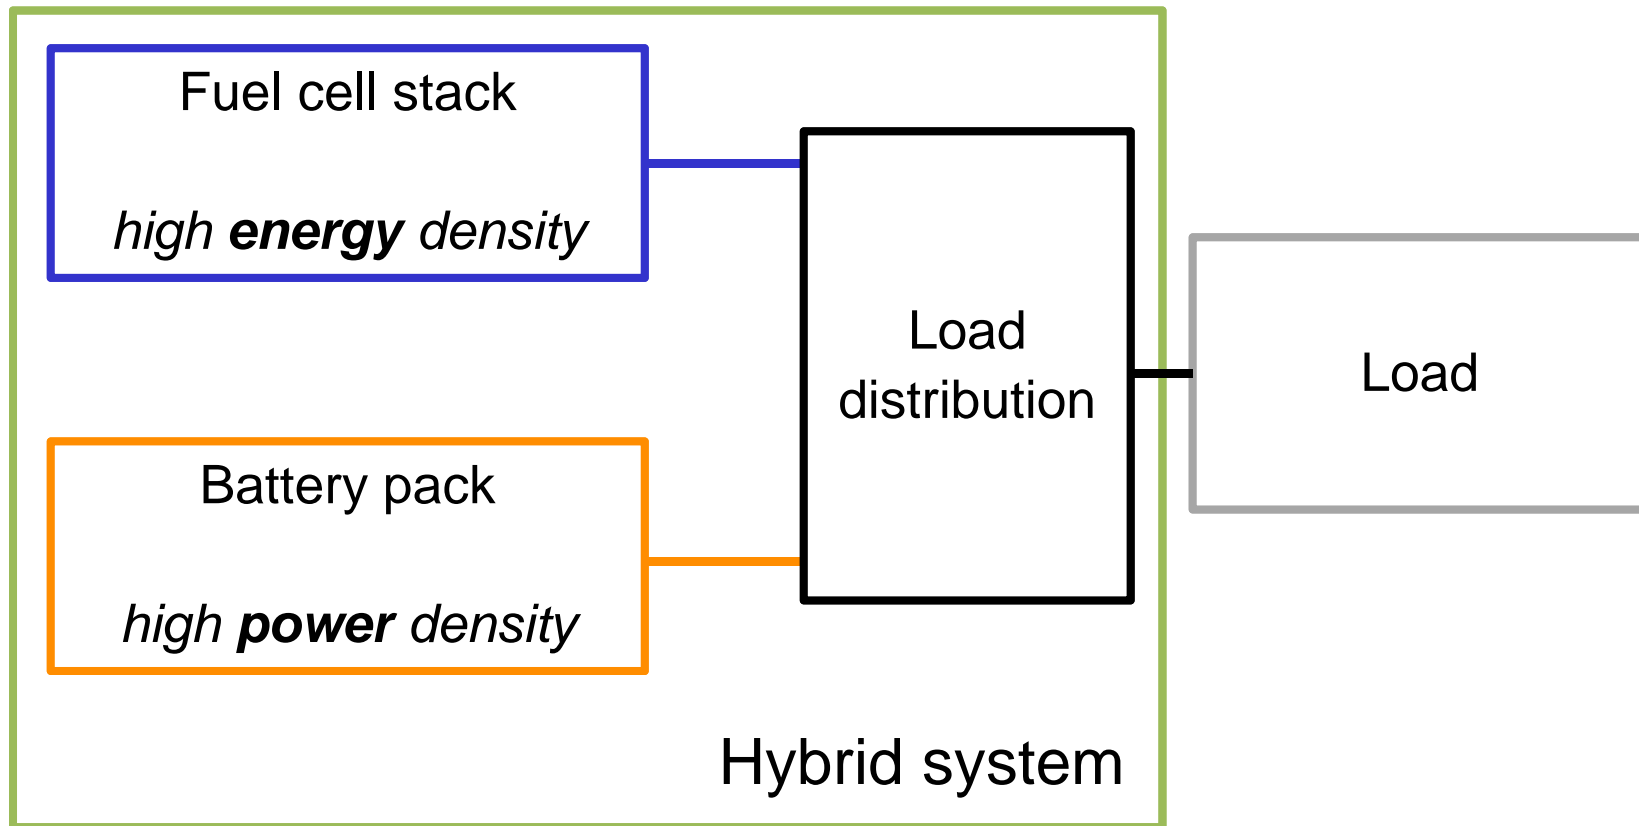 Fuel cell stack
high energy density
Battery pack
high power density
Load
distribution
Load
Hybrid system